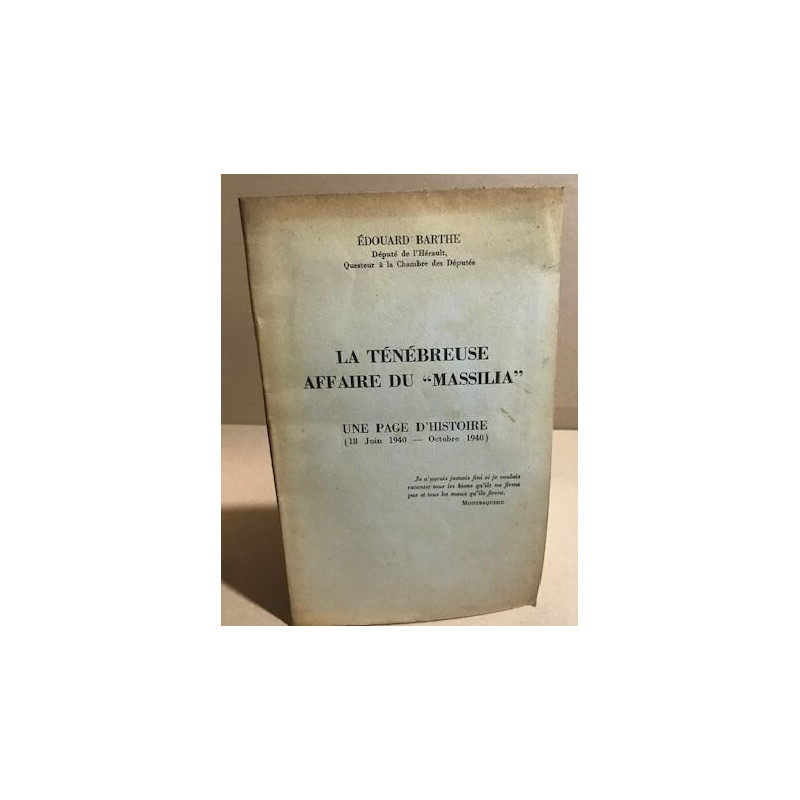 ÉDOUARD BARTHE
Député de l'Hérault,
Questeur à la Chambre des Députés
LA TÉNÉBREUSE
AFFAIRE DU “MASSILIA”
UNE PAGE D'HISTOIRE
(18 Juin 1940 — Octobre 1940)
Je n'aurais jamais fini si je voulais
raconter tous les biens qu'ils ne firent
pas et tous les maux qu'ils firent.
MONTESQUIEU